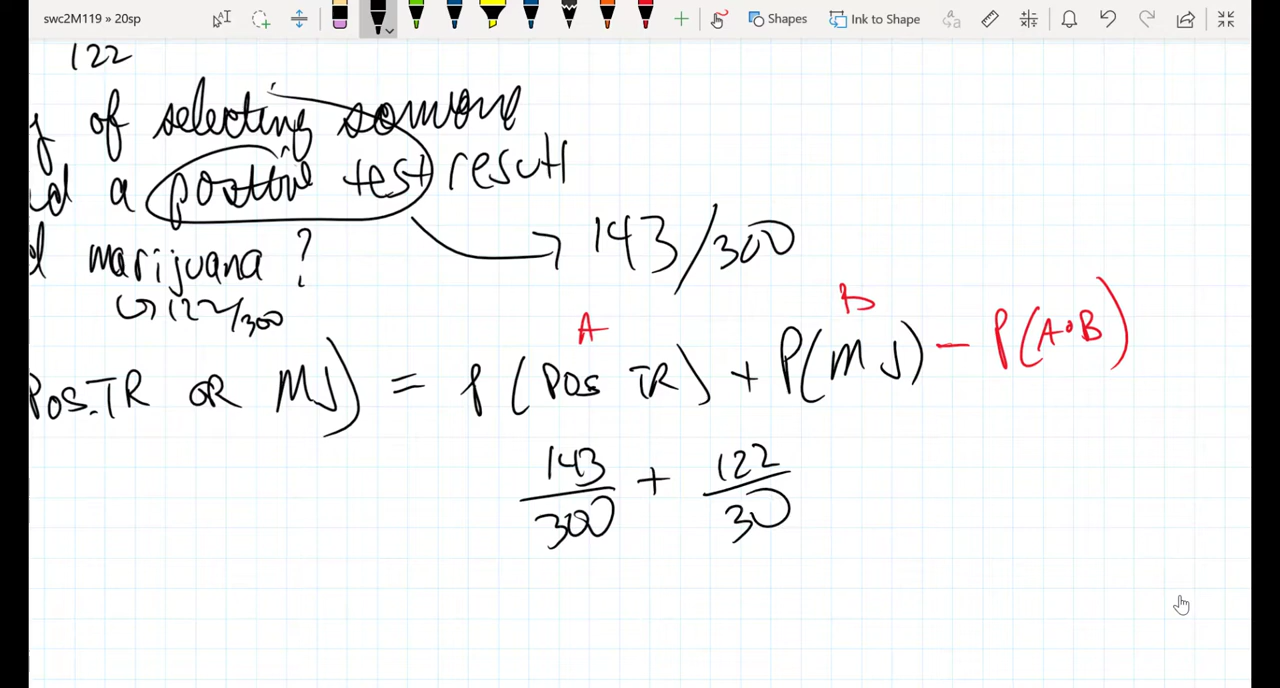 swc2M119 » 20sp
Shapes
Ink to Shape
122
of selecting someone
a positive test result
143/300
marijuana ?
122/300
A
B
POS.TR OR MJ) = P (POS TR) + P(MJ) - P(A∘B)
143/300 + 122/30